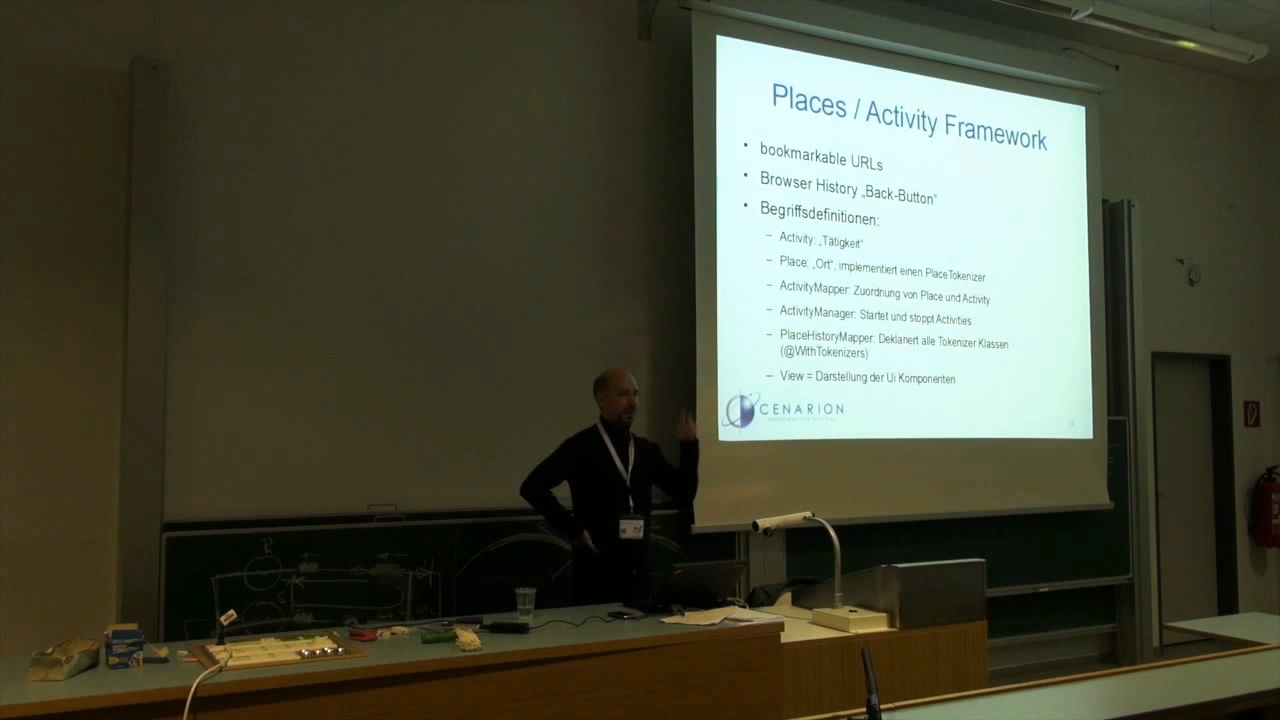 Places / Activity Framework
• bookmarkable URLs
• Browser History „Back-Button“
• Begriffsdefinitionen:
– Activity: „Tätigkeit“
– Place: „Ort“, implementiert einen PlaceTokenizer
– ActivityMapper: Zuordnung von Place und Activity
– ActivityManager: Startet und stoppt Activities
– PlaceHistoryMapper: Deklariert alle Tokenizer Klassen
(@WithTokenizers)
– View = Darstellung der Ui Komponenten
CENARION
INFORMATION SYSTEMS
R
S